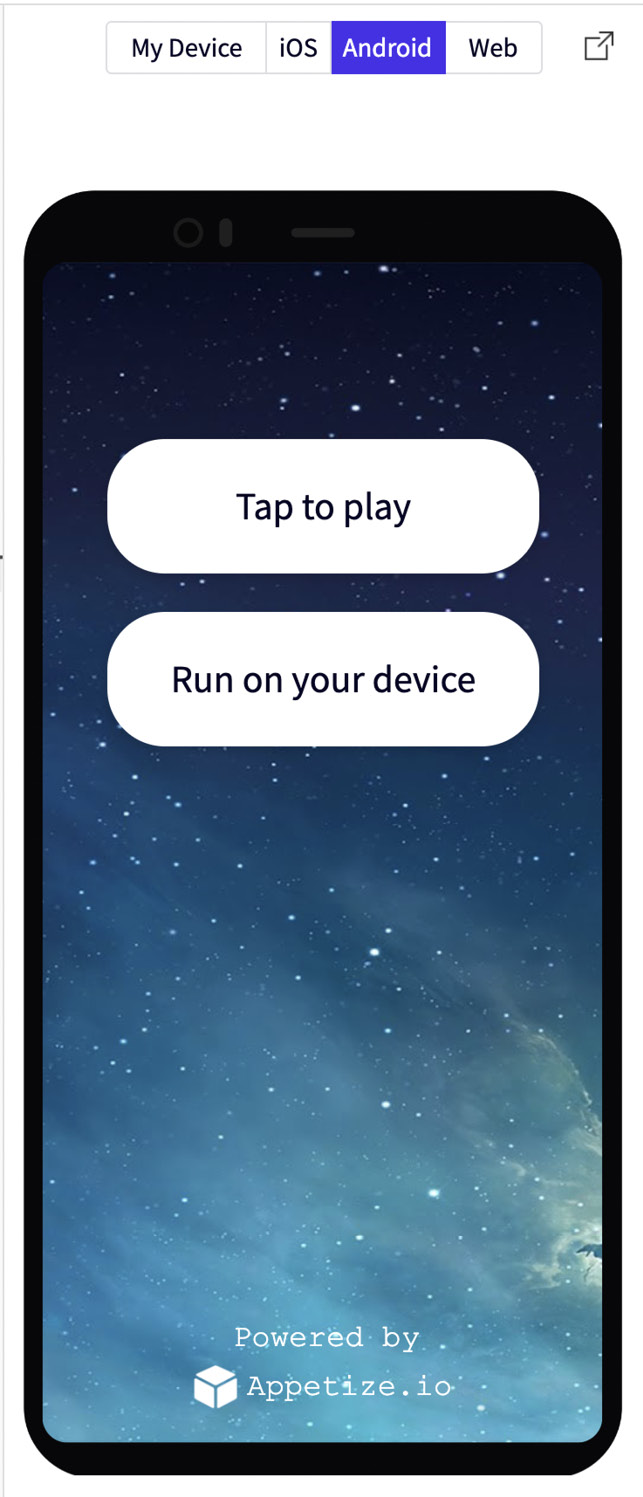 My Device iOS Android Web
Tap to play
Run on your device
Powered by
Appetize.io